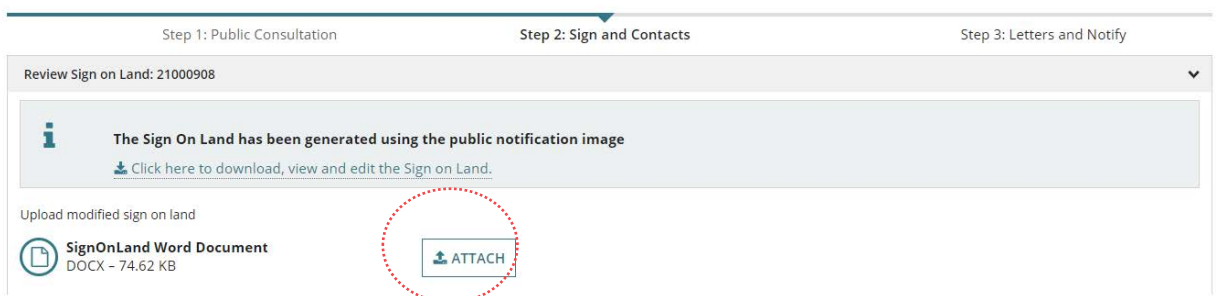 Step 1: Public Consultation
Step 2: Sign and Contacts
Step 3: Letters and Notify
Review Sign on Land: 21000908
The Sign On Land has been generated using the public notification image
Click here to download, view and edit the Sign on Land.
Upload modified sign on land
SignOnLand Word Document
DOCX – 74.62 KB
ATTACH